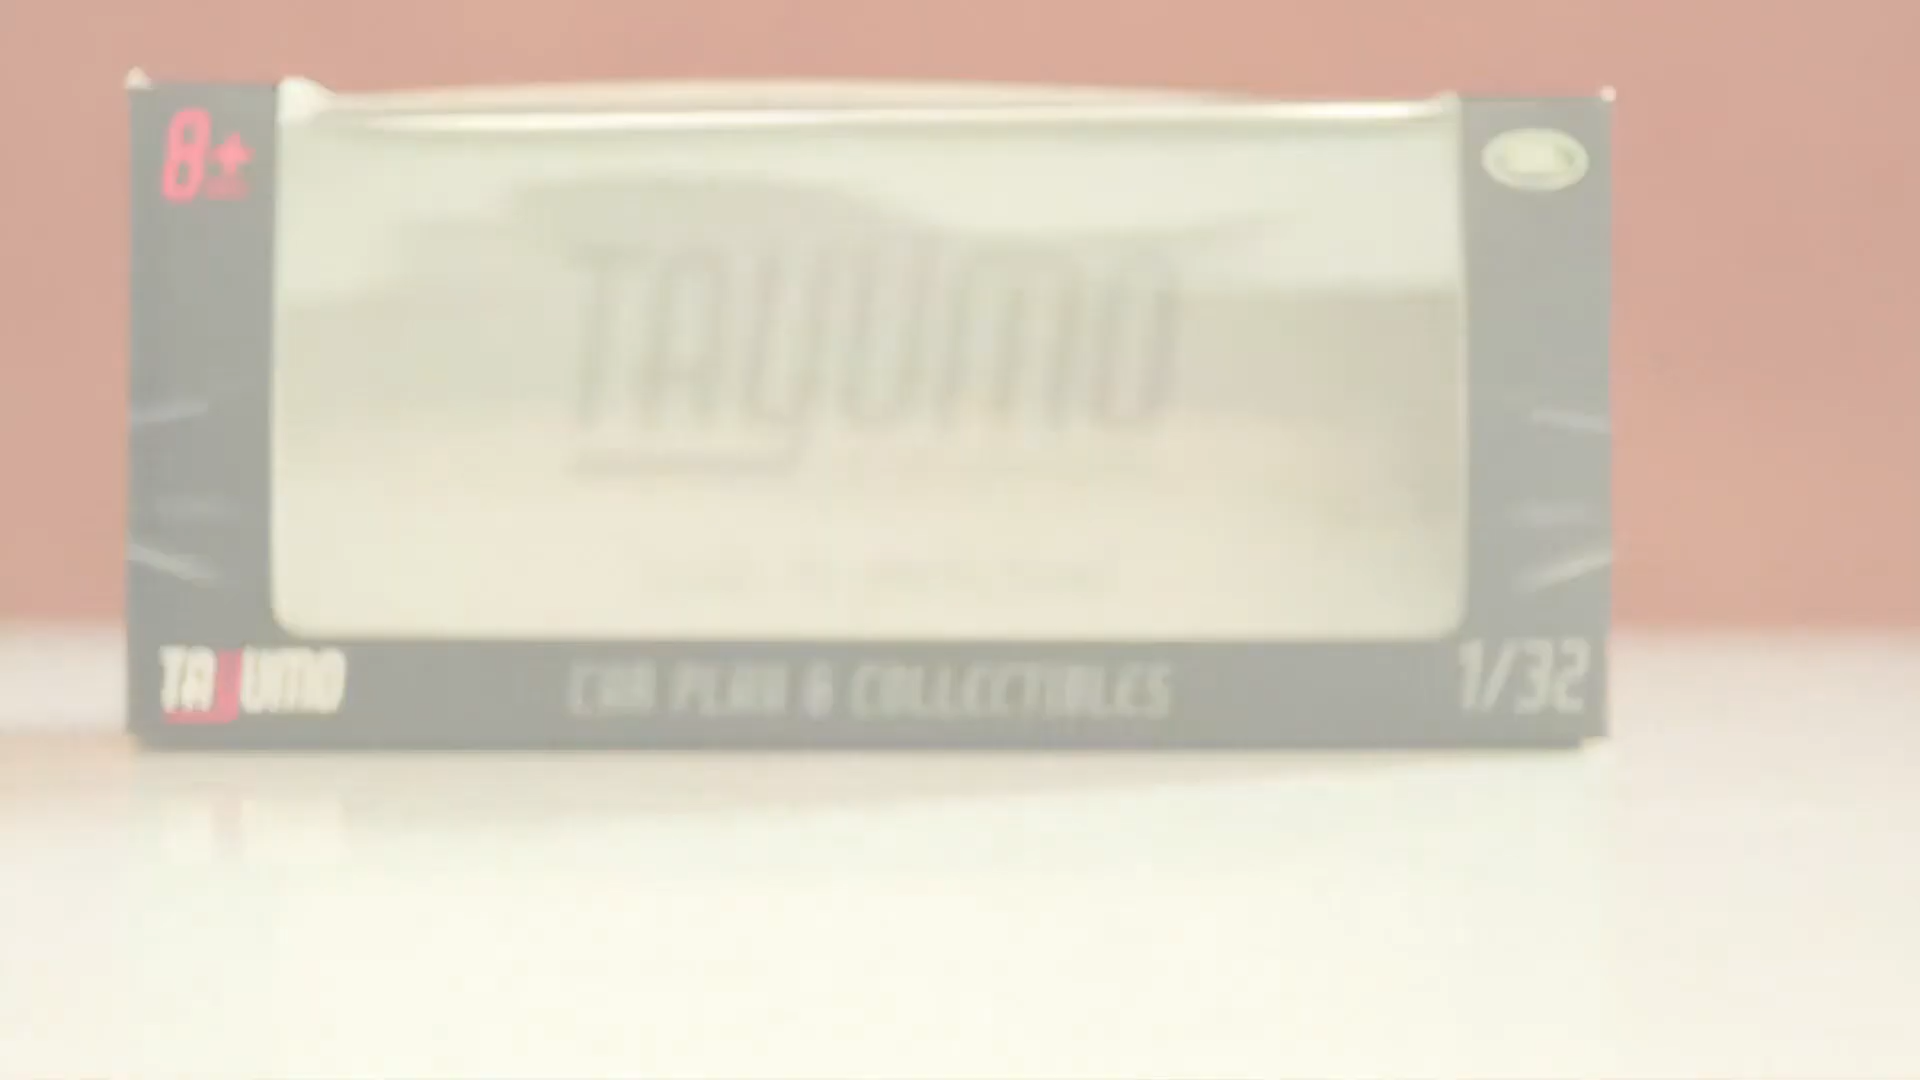 8+
TAYUMO
TAYUMO
CAR PLAY & COLLECTIBLES
1/32